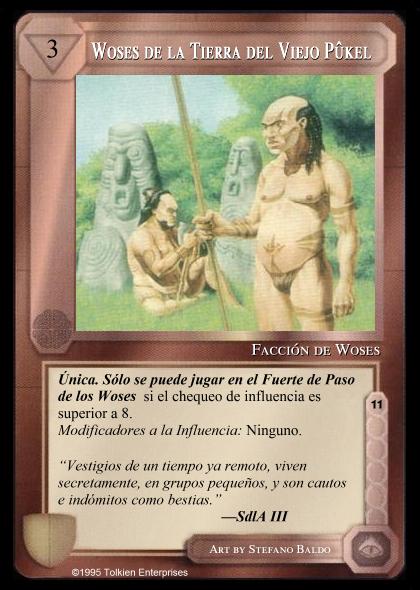 3
WOSES DE LA TIERRA DEL VIEJO PÛKEL
FACCIÓN DE WOSES
Única. Sólo se puede jugar en el Fuerte de Paso
de los Woses si el chequeo de influencia es
superior a 8.
Modificadores a la Influencia: Ninguno.
“Vestigios de un tiempo ya remoto, viven
secretamente, en grupos pequeños, y son cautos
e indómitos como bestias.”
—SdlA III
11
ART BY STEFANO BALDO
©1995 Tolkien Enterprises